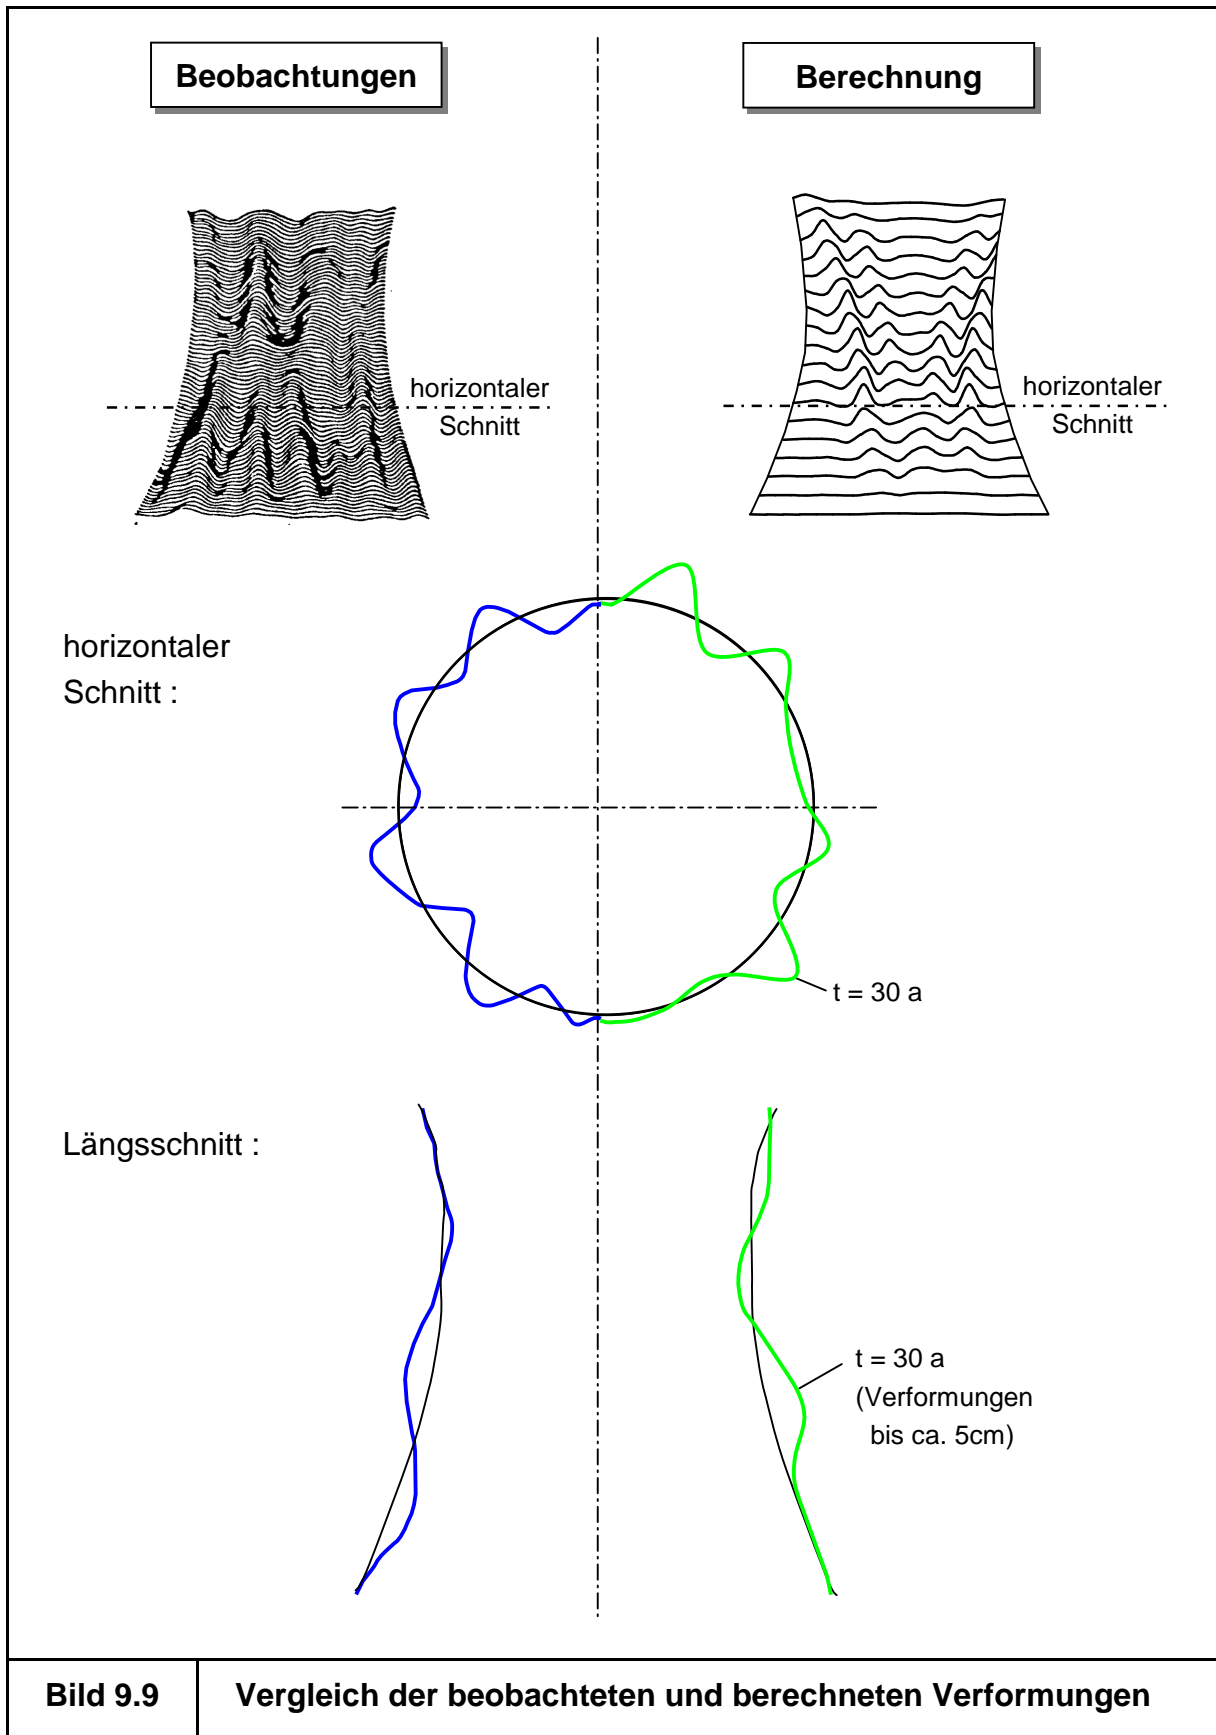 Beobachtungen
Berechnung
horizontaler
Schnitt
horizontaler
Schnitt
horizontaler
Schnitt :
t = 30 a
Längsschnitt :
t = 30 a
(Verformungen
bis ca. 5cm)
Bild 9.9
Vergleich der beobachteten und berechneten Verformungen